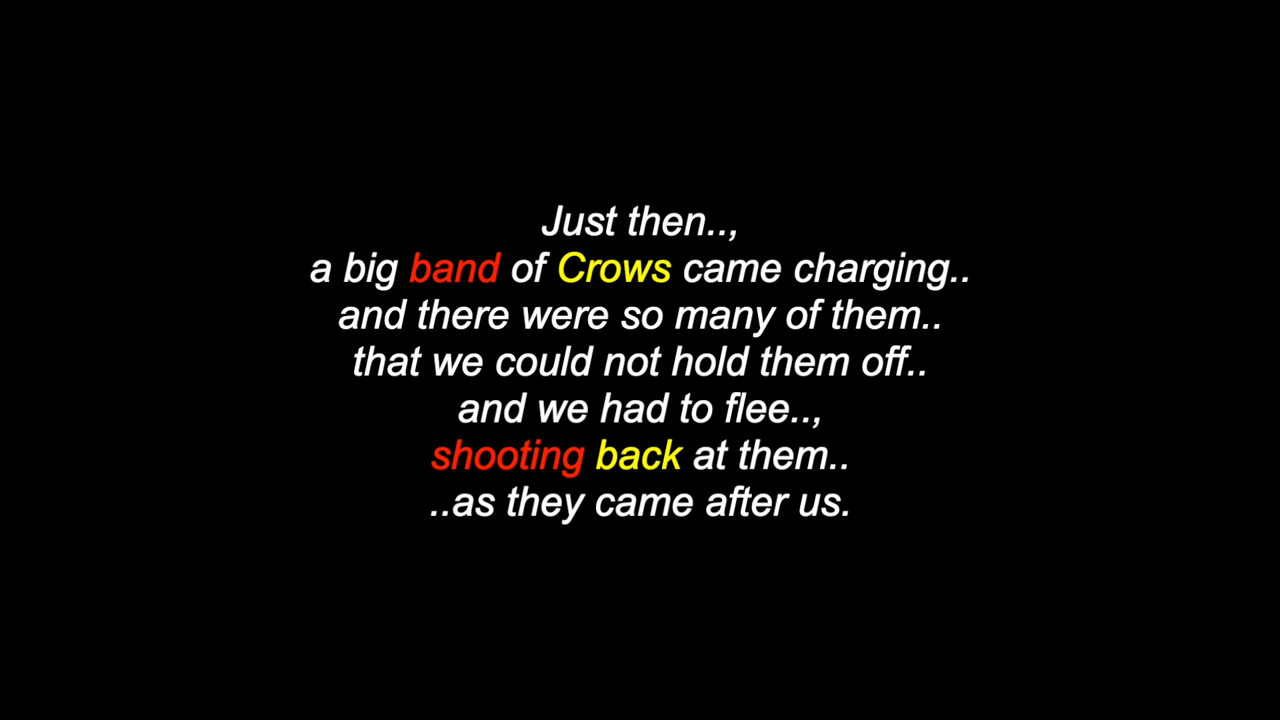 Just then..,
a big band of Crows came charging..
and there were so many of them..
that we could not hold them off..
and we had to flee..,
shooting back at them..
..as they came after us.